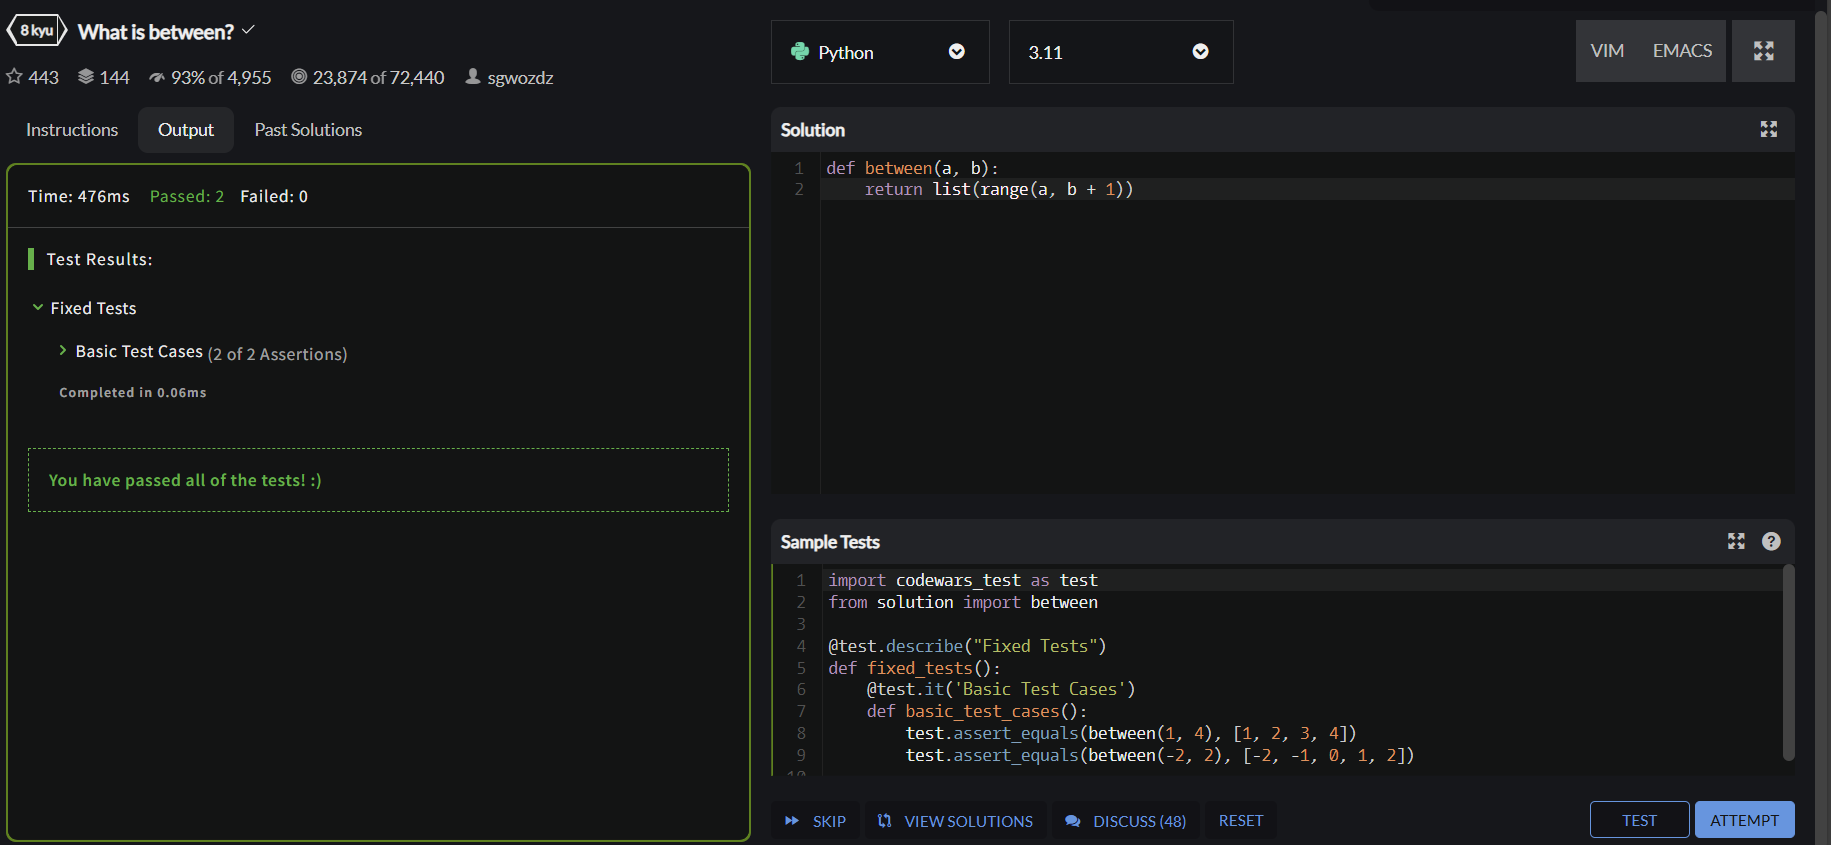 8 kyu What is between?
443 144 93% of 4,955 23,874 of 72,440 sgwozdz
Instructions Output Past Solutions
Time: 476ms Passed: 2 Failed: 0
Test Results:
Fixed Tests
Basic Test Cases (2 of 2 Assertions)
Completed in 0.06ms
You have passed all of the tests! :)
Python 3.11 VIM EMACS
Solution
1 def between(a, b):
2     return list(range(a, b + 1))
Sample Tests ?
1 import codewars_test as test
2 from solution import between
3
4 @test.describe("Fixed Tests")
5 def fixed_tests():
6     @test.it('Basic Test Cases')
7     def basic_test_cases():
8         test.assert_equals(between(1, 4), [1, 2, 3, 4])
9         test.assert_equals(between(-2, 2), [-2, -1, 0, 1, 2])
10
SKIP VIEW SOLUTIONS DISCUSS (48) RESET TEST ATTEMPT